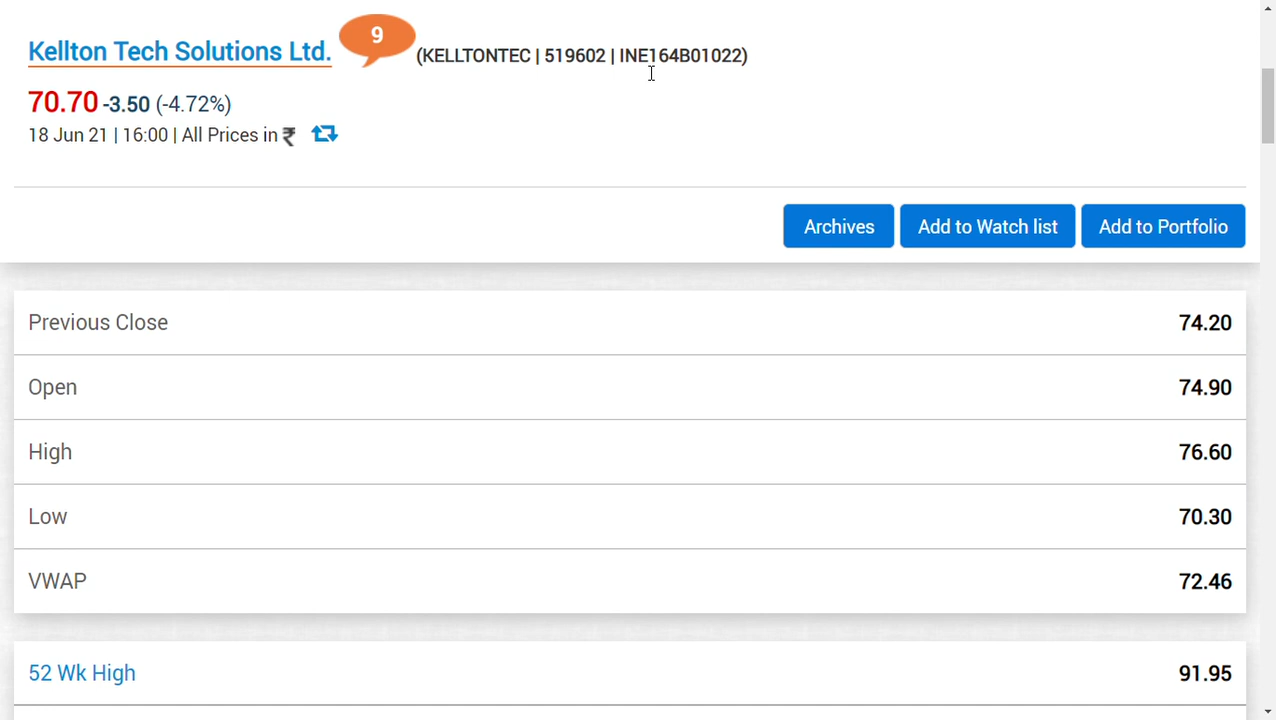 Kellton Tech Solutions Ltd. 9 (KELLTONTEC | 519602 | INE164B01022)
70.70 -3.50 (-4.72%)
18 Jun 21 | 16:00 | All Prices in ₹
Archives Add to Watch list Add to Portfolio
Previous Close 74.20
Open 74.90
High 76.60
Low 70.30
VWAP 72.46
52 Wk High 91.95